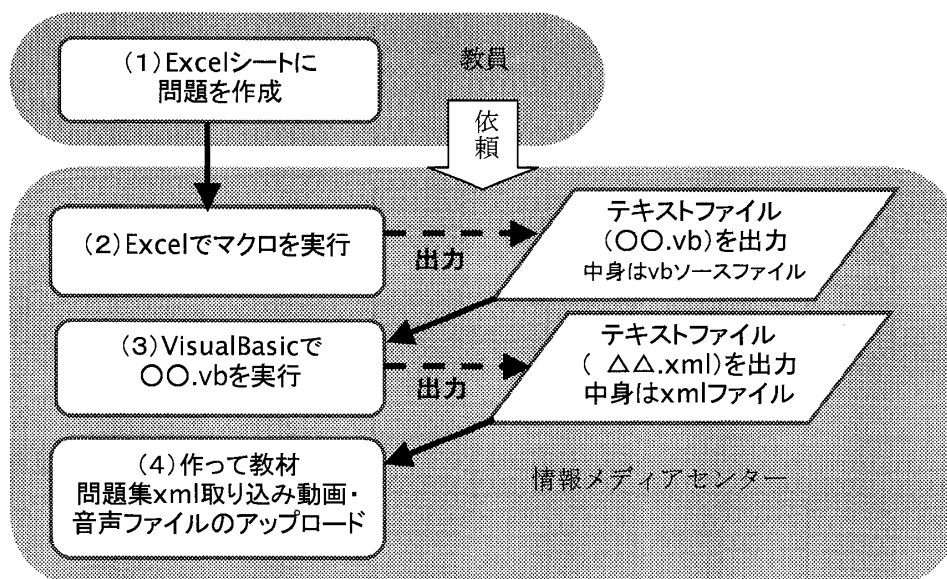 (1)Excelシートに
問題を作成
教員
依
頼
(2)Excelでマクロを実行
出力
テキストファイル
(〇〇.vb)を出力
中身はvbソースファイル
(3)VisualBasicで
〇〇.vbを実行
出力
テキストファイル
( △△.xml)を出力
中身はxmlファイル
(4)作って教材
問題集xml取り込み動画・
音声ファイルのアップロード
情報メディアセンター